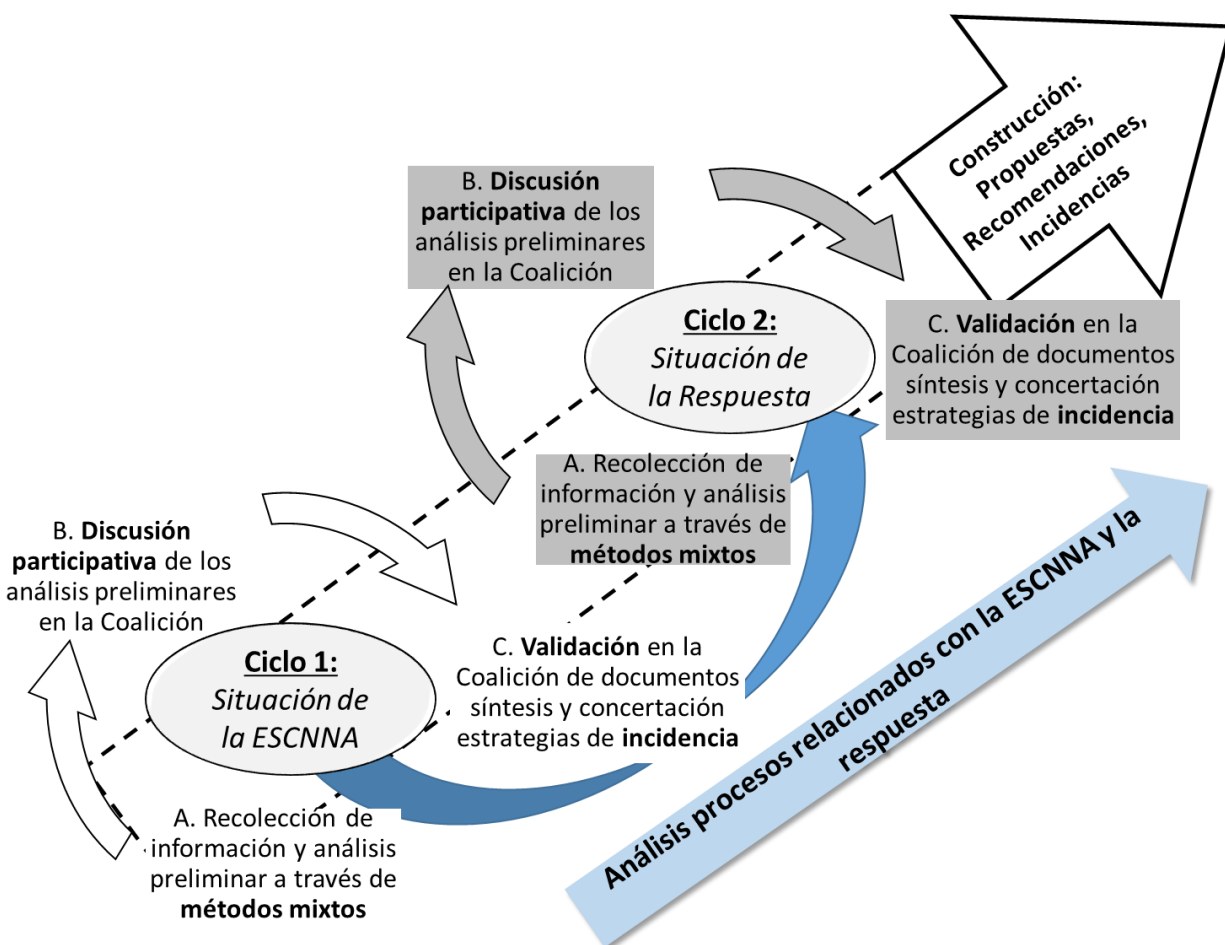 Construcción:
Propuestas,
Recomendaciones,
Incidencias
B. Discusión
participativa de los
análisis preliminares
en la Coalición
Ciclo 2:
Situación de
la Respuesta
C. Validación en la
Coalición de documentos
síntesis y concertación
estrategias de incidencia
A. Recolección de
información y análisis
preliminar a través de
métodos mixtos
B. Discusión
participativa de los
análisis preliminares
en la Coalición
Ciclo 1:
Situación de
la ESCNNA
C. Validación en la
Coalición de documentos
síntesis y concertación
estrategias de incidencia
A. Recolección de
información y análisis
preliminar a través de
métodos mixtos
Análisis procesos relacionados con la ESCNNA y la
respuesta